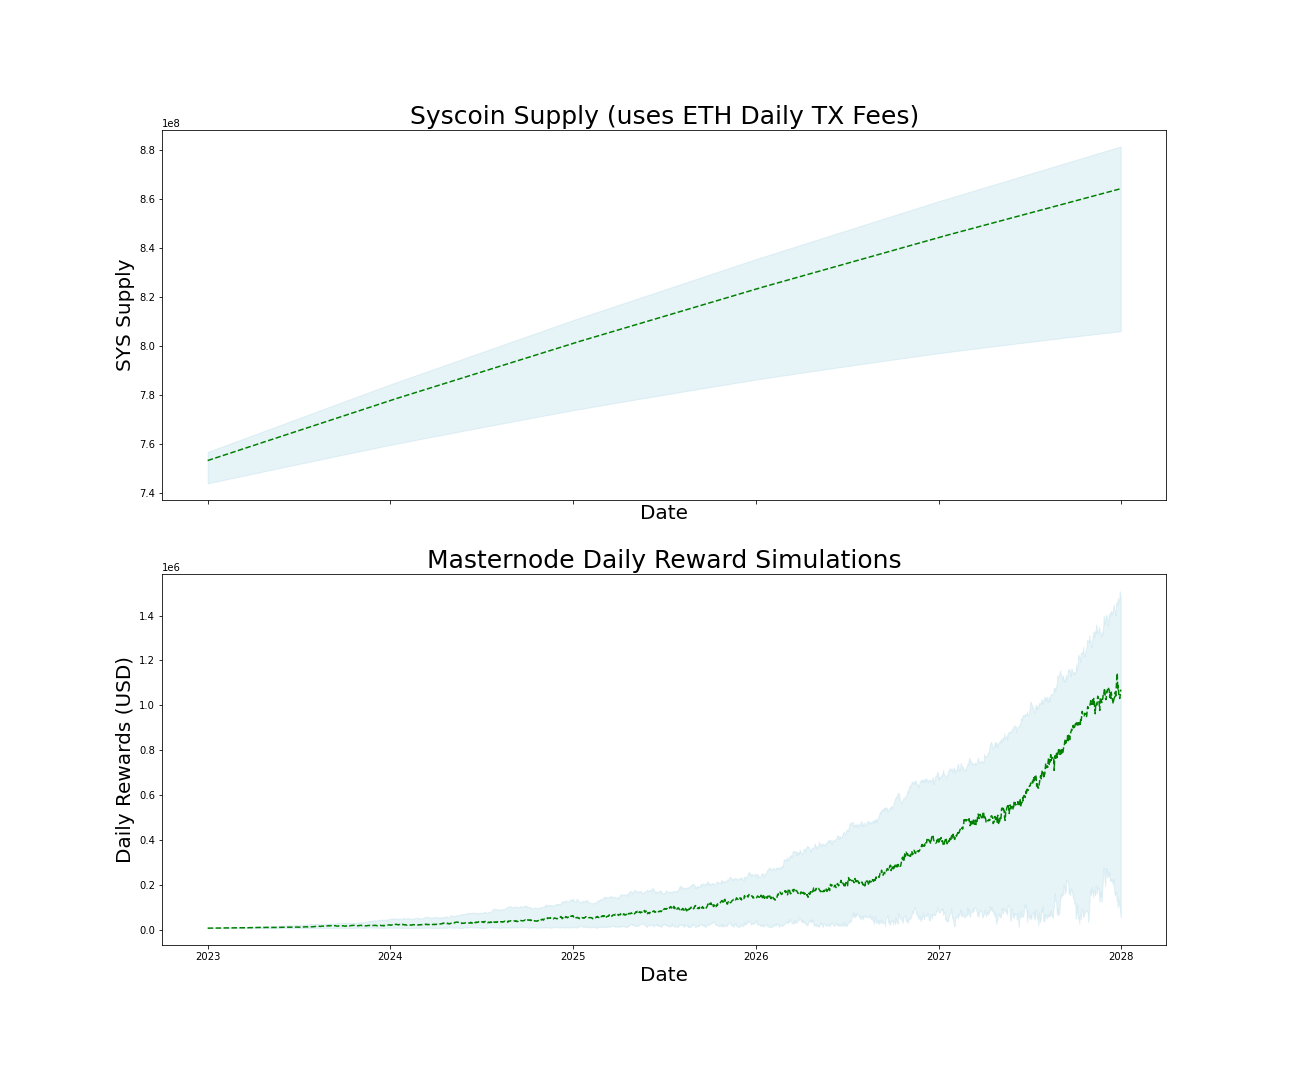 Syscoin Supply (uses ETH Daily TX Fees)
1e8
8.8
8.6
8.4
8.2
8.0
7.8
7.6
7.4
SYS Supply
Date
Masternode Daily Reward Simulations
1e6
1.4
1.2
1.0
0.8
0.6
0.4
0.2
0.0
Daily Rewards (USD)
2023 2024 2025 2026 2027 2028
Date